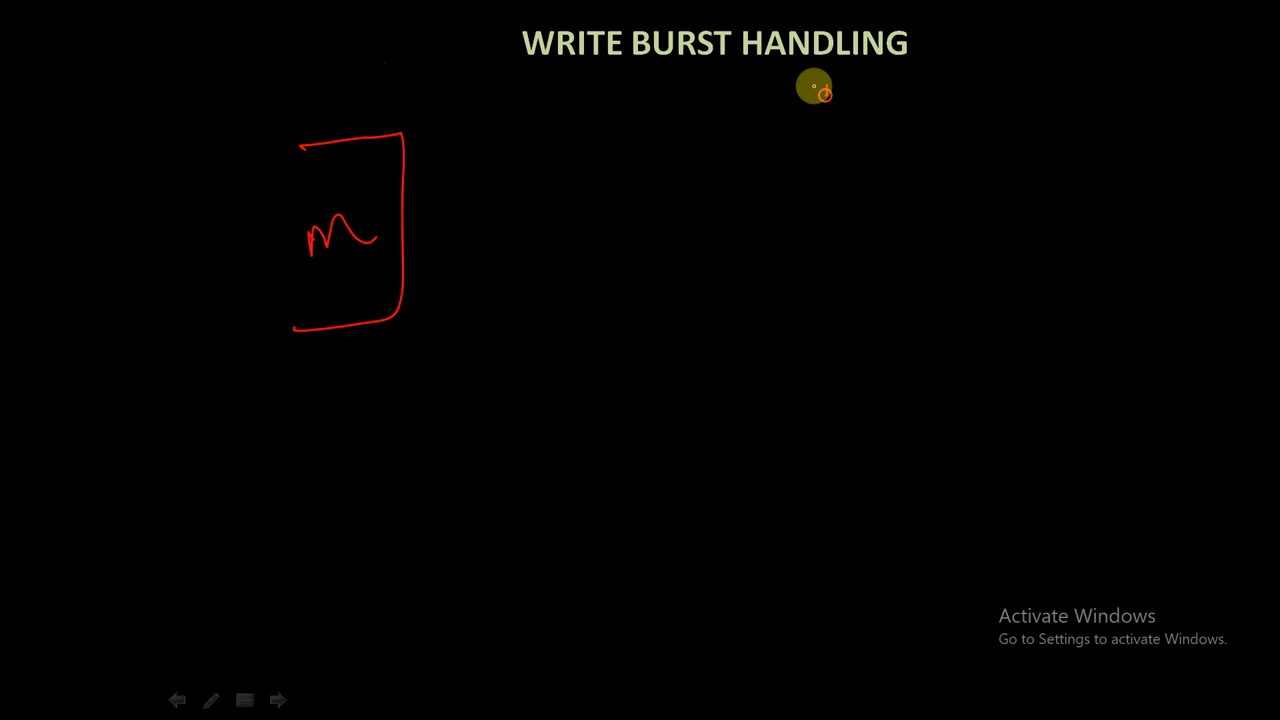 WRITE BURST HANDLING
m
Activate Windows
Go to Settings to activate Windows.